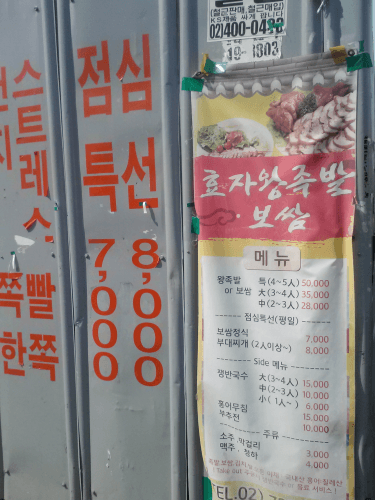 (철근판매, 철근매입)
KS제품 싸게 팝니다
02)400-0478
19-1803
스트레스
점심
특선
7,000
8,000
빨
쪽
한쪽
효자왕족발
·보쌈
메뉴
왕족발 특(4~5人) 50,000
or 보쌈 大(3~4人) 35,000
中(2~3人) 28,000
점심특선(평일)
보쌈정식 7,000
부대찌개 (2人이상~) 8,000
Side 메뉴
쟁반국수 大(3~4人) 15,000
中(2~3人) 10,000
小( 1人~ ) 6,000
홍어무침 15,000
부추전 10,000
주류
소주·막걸리 3,000
맥주·청하 4,000
TEL.02